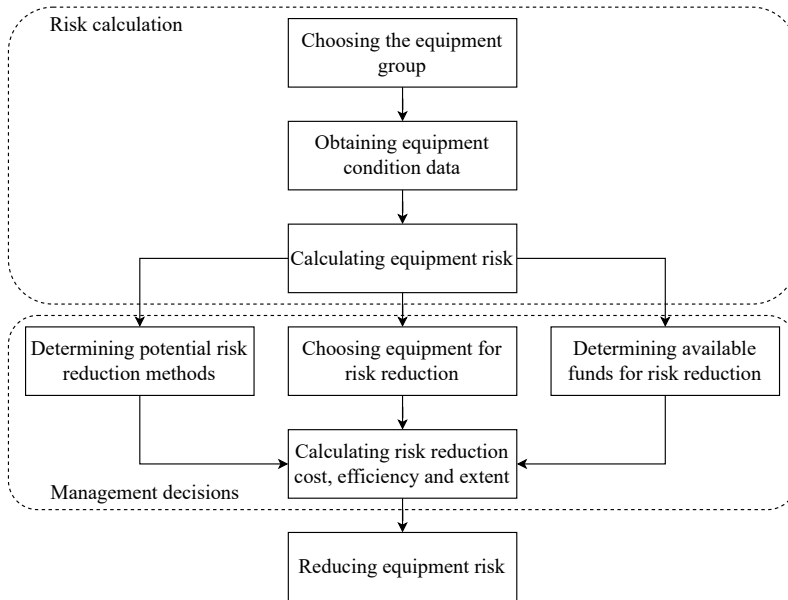 Risk calculation
Choosing the equipment
group
Obtaining equipment
condition data
Calculating equipment risk
Determining potential risk
reduction methods
Choosing equipment for
risk reduction
Determining available
funds for risk reduction
Calculating risk reduction
cost, efficiency and extent
Management decisions
Reducing equipment risk